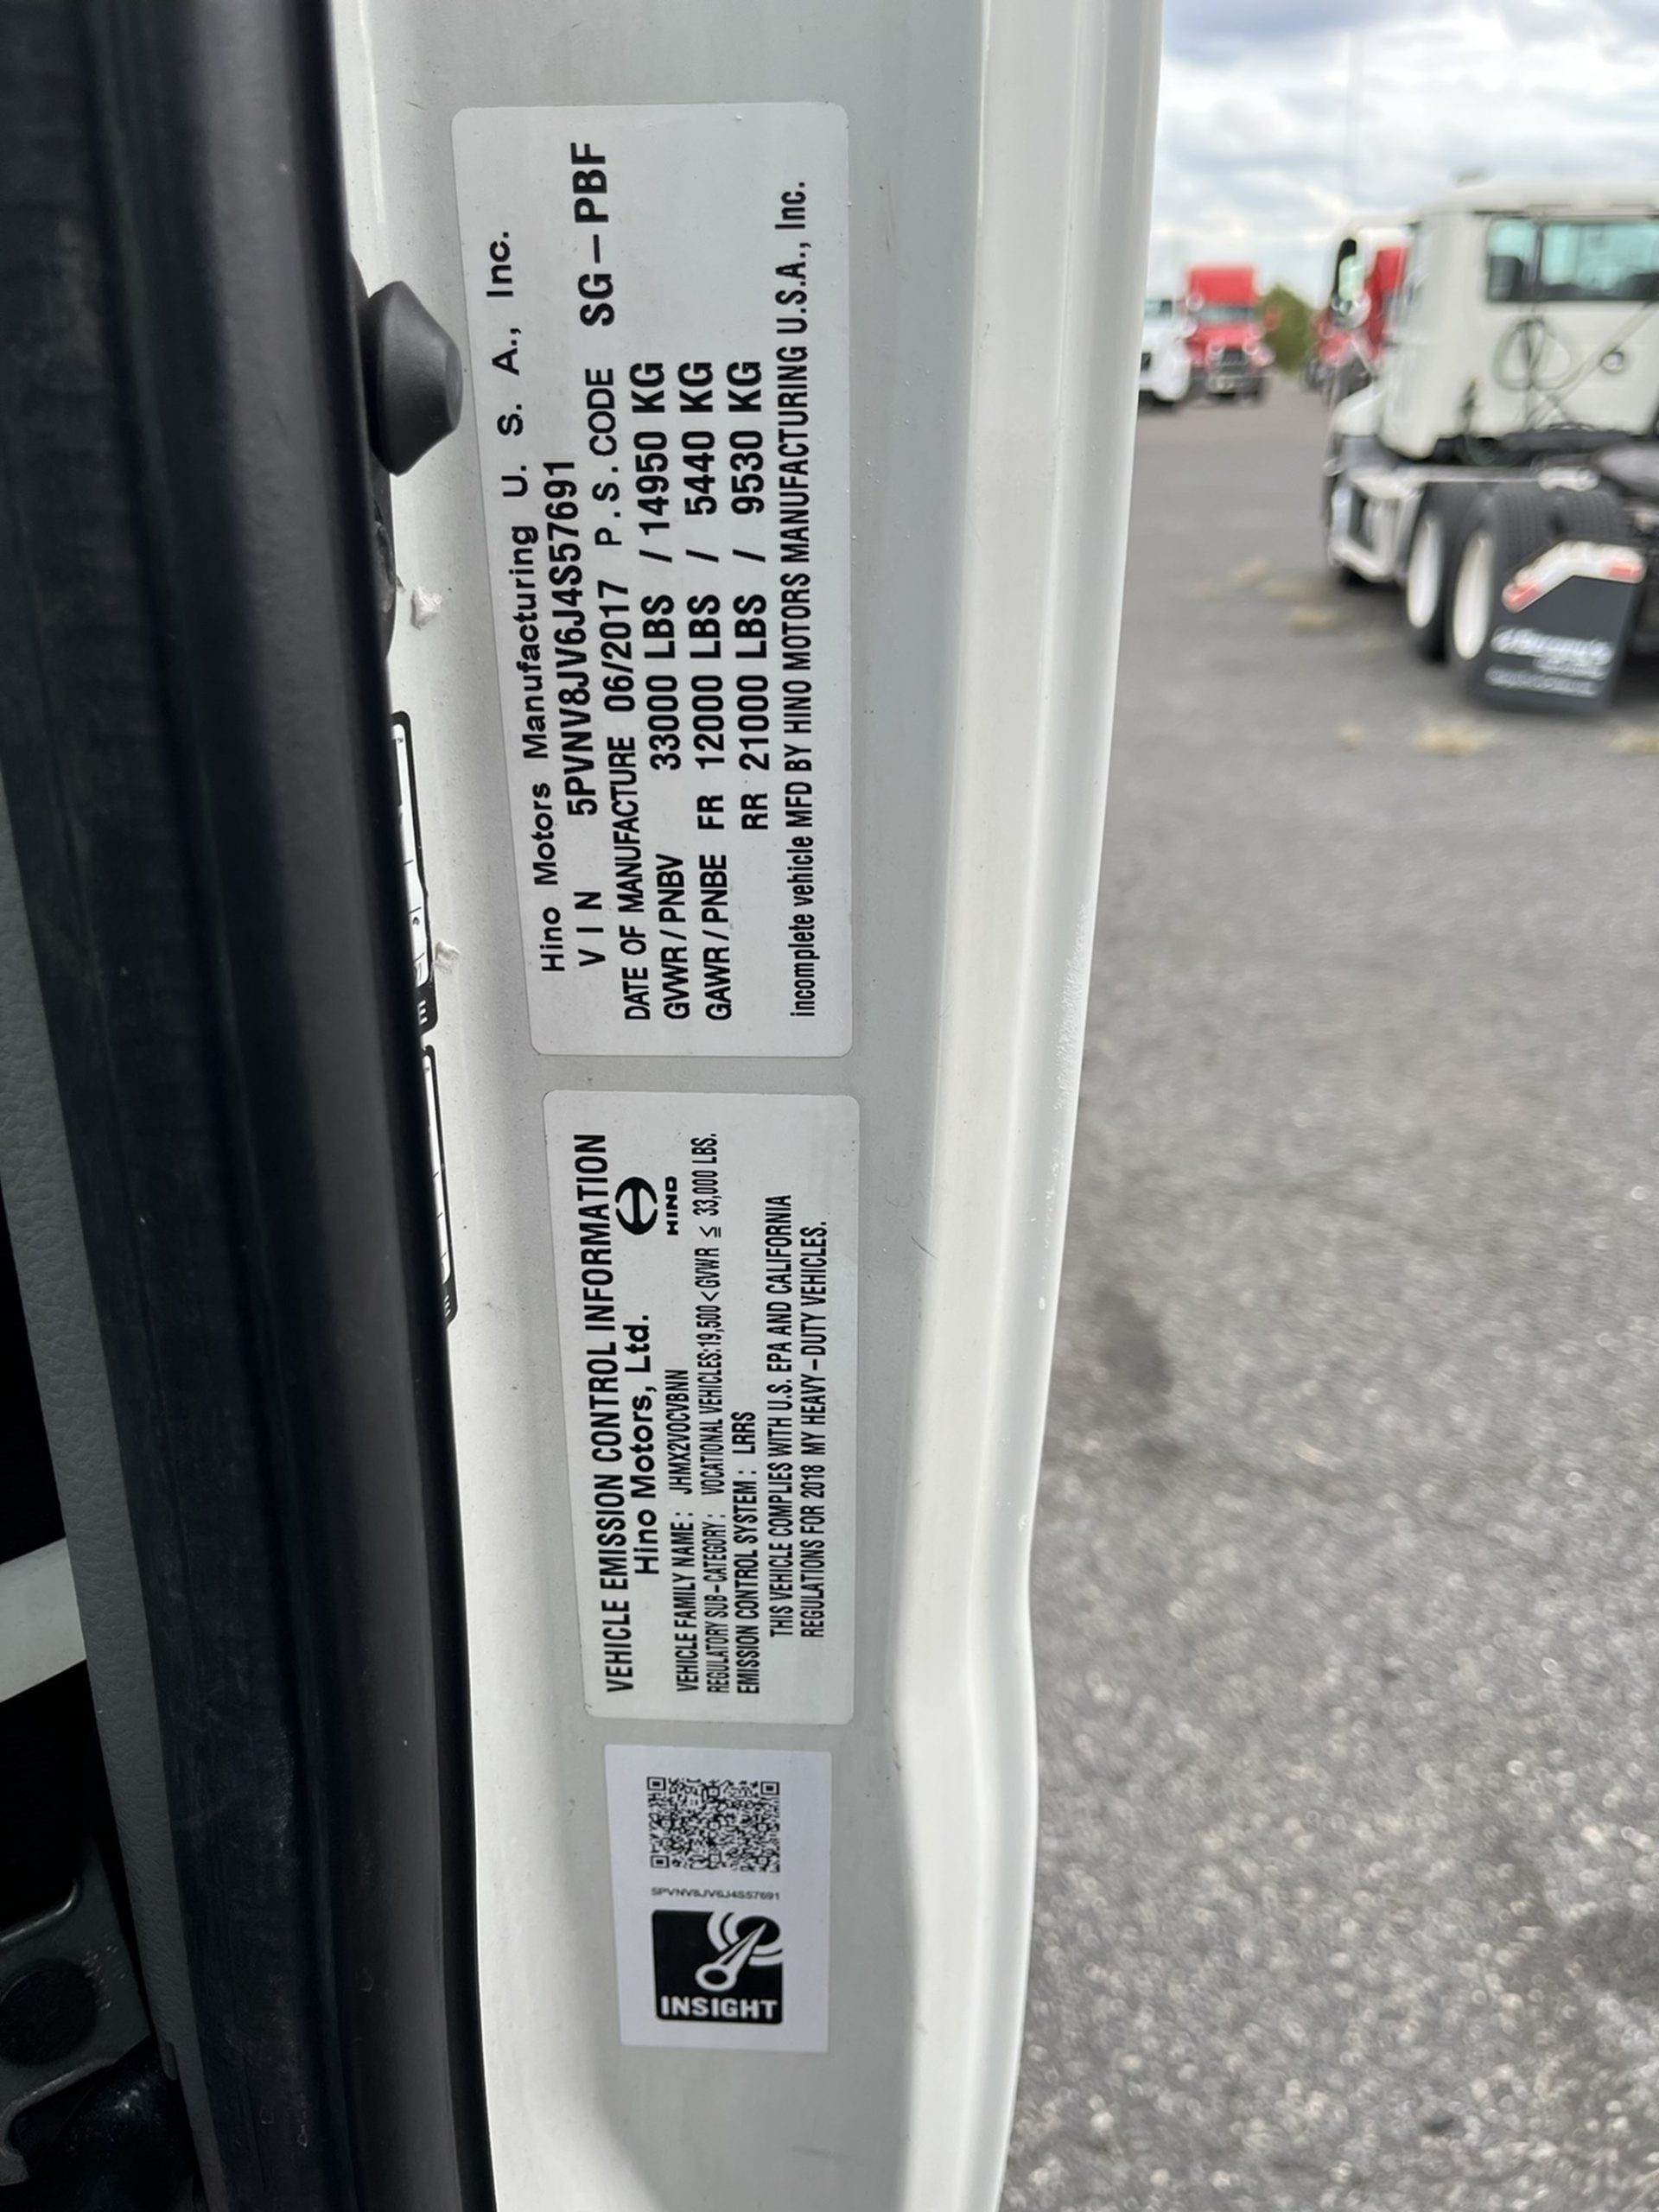 Hino Motors Manufacturing U. S. A., Inc.
VIN 5PVNV8JV6J4S57691
DATE OF MANUFACTURE 06/2017 P.S.CODE SG-PBF
GVWR/PNBV 33000 LBS / 14950 KG
GAWR/PNBE FR 12000 LBS / 5440 KG
RR 21000 LBS / 9530 KG
incomplete vehicle MFD BY HINO MOTORS MANUFACTURING U.S.A., Inc.
VEHICLE EMISSION CONTROL INFORMATION
Hino Motors, Ltd.
HINO
VEHICLE FAMILY NAME : JHMX2VOCVBNN
REGULATORY SUB-CATEGORY : VOCATIONAL VEHICLES:19,500 < GVWR ≦ 33,000 LBS.
EMISSION CONTROL SYSTEM : LRRS
THIS VEHICLE COMPLIES WITH U.S. EPA AND CALIFORNIA
REGULATIONS FOR 2018 MY HEAVY-DUTY VEHICLES.
5PVNV8JV6J4S57691
INSIGHT